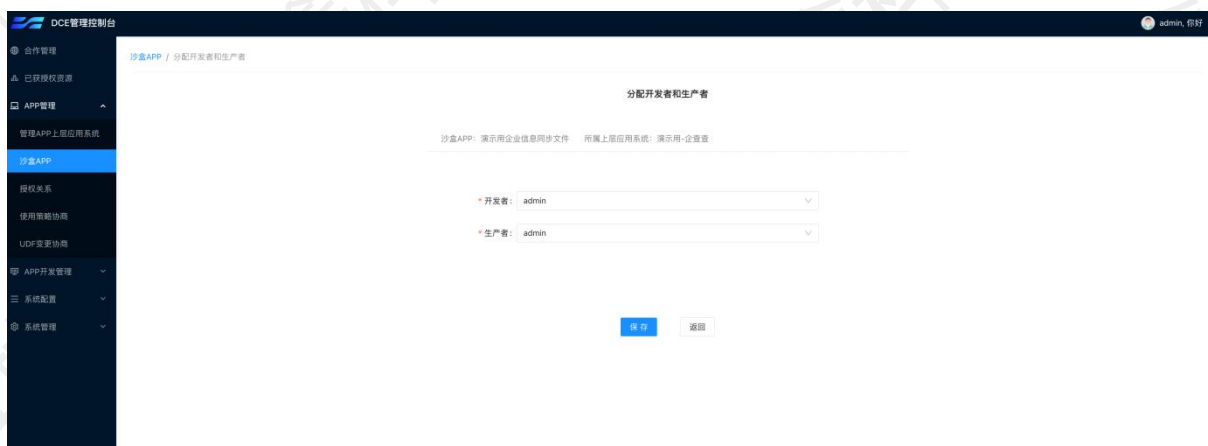 DCE管理控制台
admin, 你好
合作管理
已获授权资源
APP管理
管理APP上层应用系统
沙盒APP
授权关系
使用策略协商
UDF变更协商
APP开发管理
系统配置
系统管理
沙盒APP / 分配开发者和生产者
分配开发者和生产者
沙盒APP: 演示用企业信息同步文件 所属上层应用系统: 演示用-企查查
* 开发者: admin
* 生产者: admin
保 存 返回